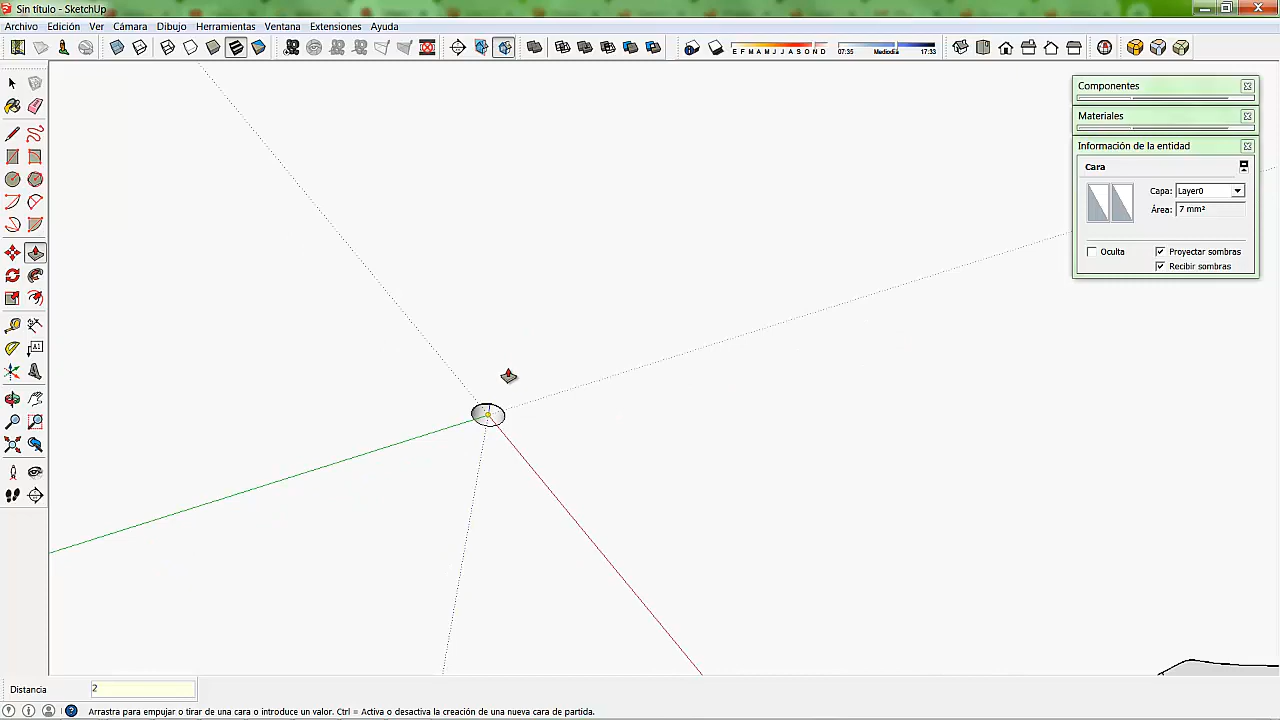 Sin título - SketchUp
Archivo Edición Ver Cámara Dibujo Herramientas Ventana Extensiones Ayuda
E F M A M J J A S O N D
07:35 Mediodía 17:33
Componentes
Materiales
Información de la entidad
Cara
Capa: Layer0
Área: 7 mm²
Oculta Proyectar sombras
Recibir sombras
A1
Distancia 2
Arrastra para empujar o tirar de una cara o introduce un valor. Ctrl = Activa o desactiva la creación de una nueva cara de partida.